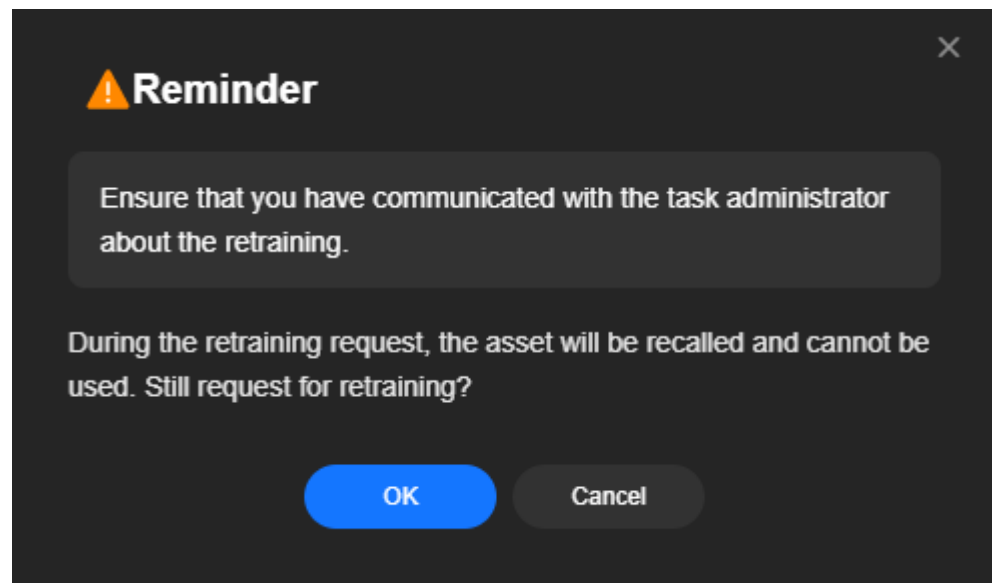 Reminder
Ensure that you have communicated with the task administrator
about the retraining.
During the retraining request, the asset will be recalled and cannot be
used. Still request for retraining?
OK
Cancel